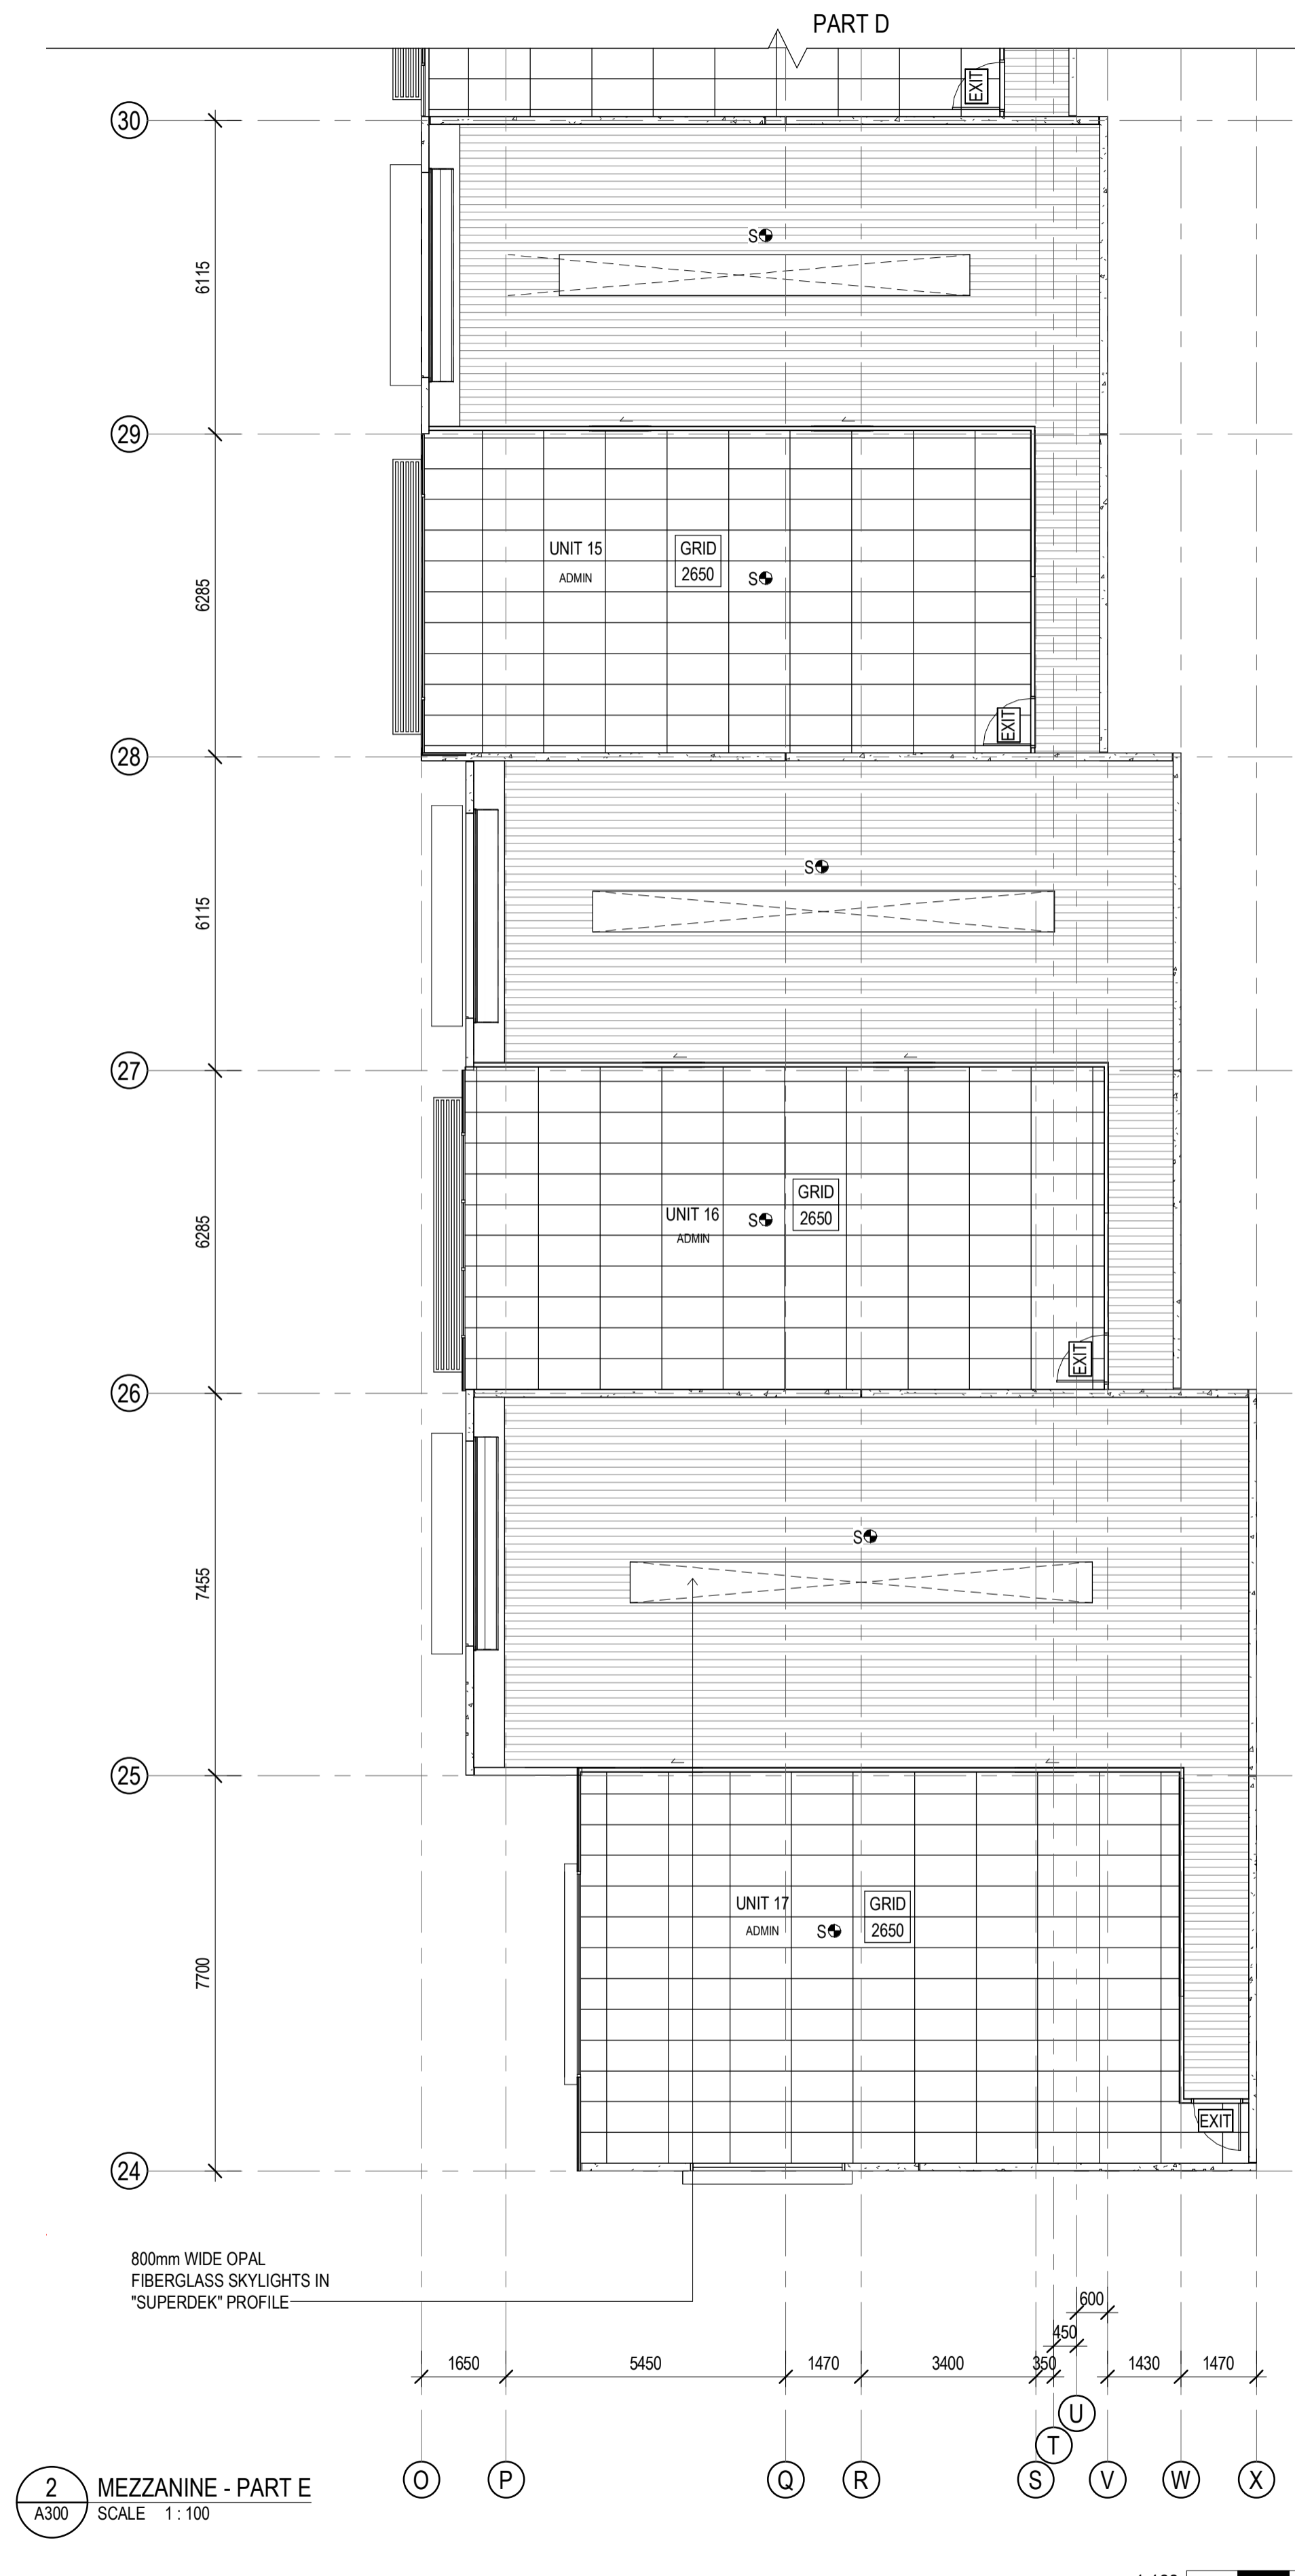 PART D
EXIT
30
S
6115
29
UNIT 15
ADMIN
GRID
2650
S
6285
EXIT
28
S
6115
27
GRID
2650
UNIT 16
ADMIN
S
6285
EXIT
26
S
7455
25
UNIT 17
ADMIN
GRID
2650
S
7700
EXIT
24
800mm WIDE OPAL
FIBERGLASS SKYLIGHTS IN
"SUPERDEK" PROFILE
600
450
1650
5450
1470
3400
350
1430
1470
U
T
O
P
Q
R
S
V
W
X
2
A300
MEZZANINE - PART E
SCALE 1 : 100